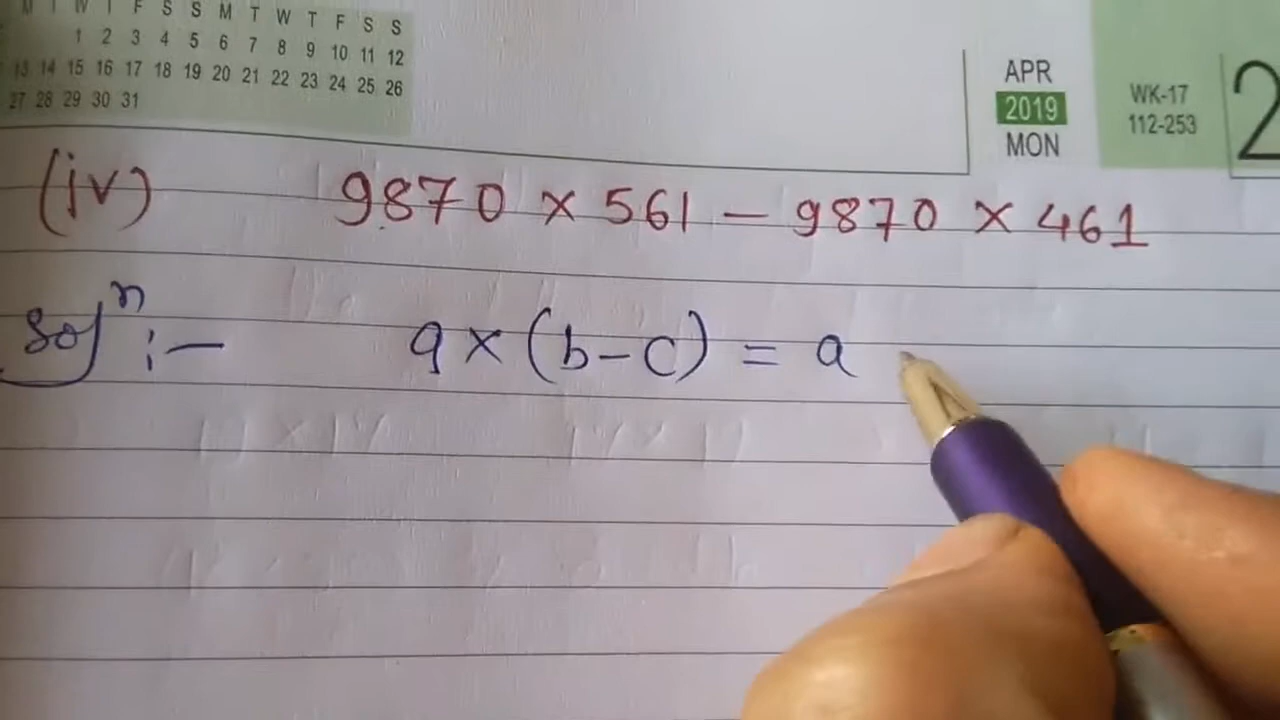 M T W T F S S M T W T F S S
1 2 3 4 5 6 7 8 9 10 11 12
13 14 15 16 17 18 19 20 21 22 23 24 25 26
27 28 29 30 31
APR
2019
MON
WK-17
112-253
2
(iv) 9870 × 561 – 9870 × 461
Solⁿ :– a × (b – c) = a